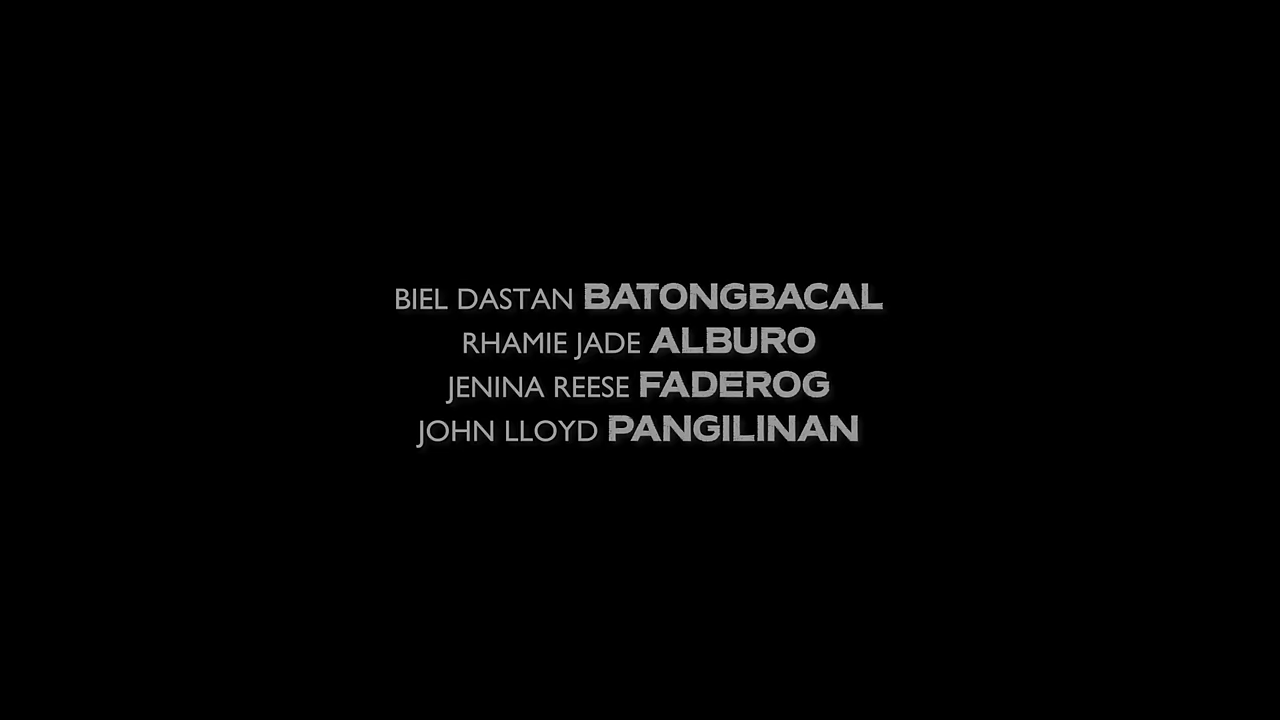 BIEL DASTAN BATONGBACAL
RHAMIE JADE ALBURO
JENINA REESE FADEROG
JOHN LLOYD PANGILINAN